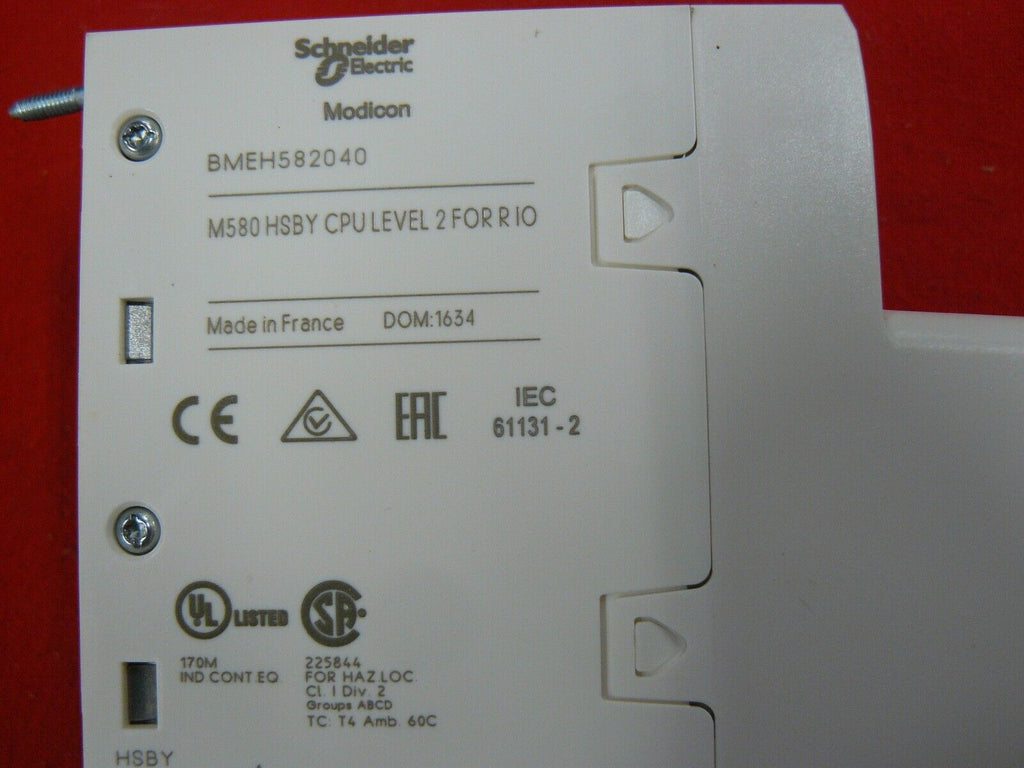 Schneider
Electric
Modicon
BMEH582040
M580 HSBY CPU LEVEL 2 FOR RIO
Made in France DOM:1634
CE EAC IEC
61131-2
UL LISTED SA
170M 225844
IND CONT.EQ. FOR HAZ.LOC.
Cl. I Div. 2
Groups ABCD
TC: T4 Amb. 60C
HSBY